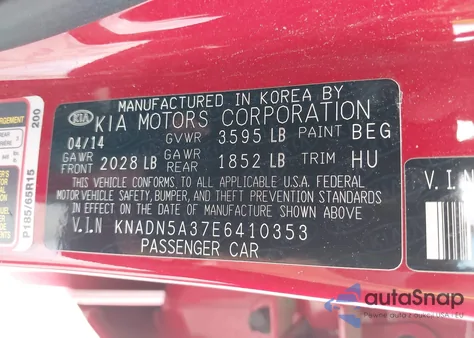 MANUFACTURED IN KOREA BY
KIA KIA MOTORS CORPORATION
04/14 GVWR 3595 LB PAINT BEG
GAWR FRONT 2028 LB GAWR REAR 1852 LB TRIM HU
THIS VEHICLE CONFORMS TO ALL APPLICABLE U.S.A. FEDERAL
MOTOR VEHICLE SAFETY, BUMPER, AND THEFT PREVENTION STANDARDS
IN EFFECT ON THE DATE OF MANUFACTURE SHOWN ABOVE
V.I.N KNADN5A37E6410353
PASSENGER CAR
200
P185/65R15
V.I.N
autoSnap